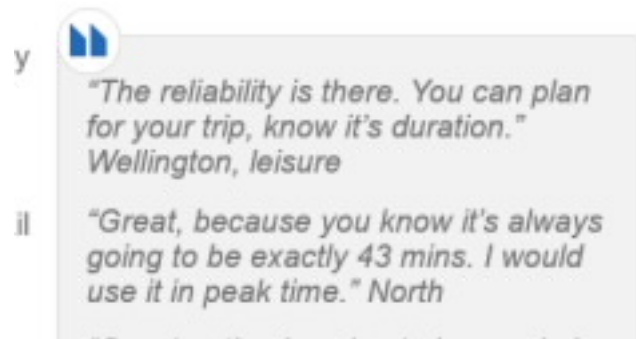 y
“The reliability is there. You can plan
for your trip, know it’s duration.”
Wellington, leisure
il
“Great, because you know it’s always
going to be exactly 43 mins. I would
use it in peak time.” North